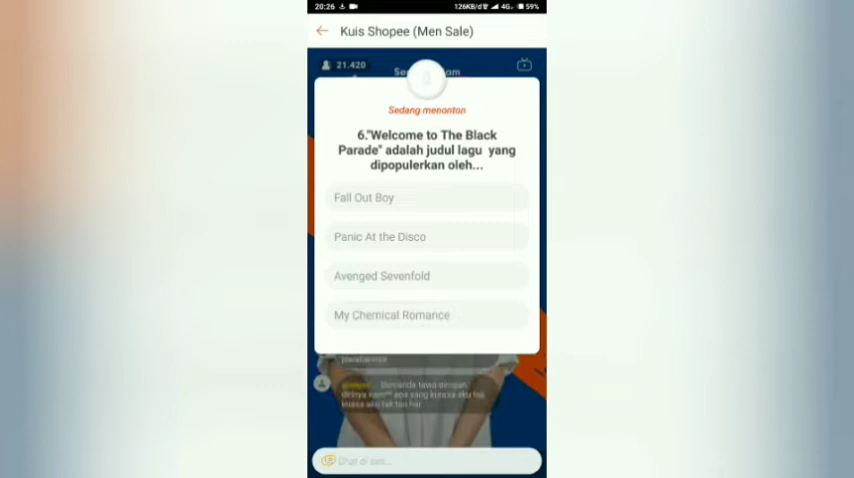 20:26
126KB/d
4G
59%
Kuis Shopee (Men Sale)
21.420
Sedang menonton
6."Welcome to The Black
Parade" adalah judul lagu yang
dipopulerkan oleh...
Fall Out Boy
Panic At the Disco
Avenged Sevenfold
My Chemical Romance
Chat di sini...